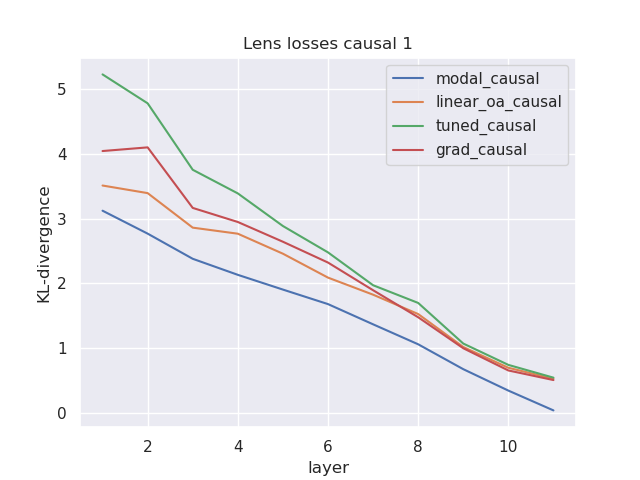 Lens losses causal 1
modal_causal
linear_oa_causal
tuned_causal
grad_causal
KL-divergence
5
4
3
2
1
0
2 4 6 8 10
layer